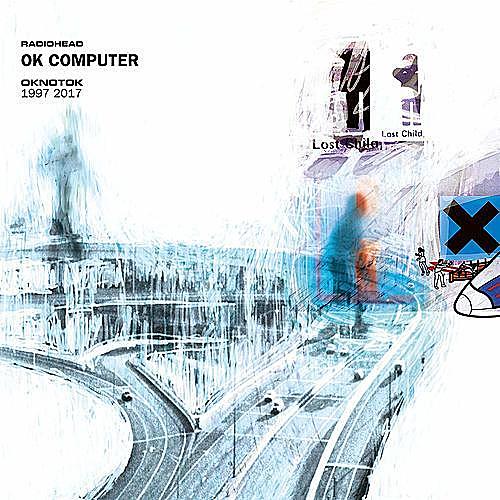 RADIOHEAD
OK COMPUTER
OKNOTOK
1997 2017
Lost Child
Lost Child